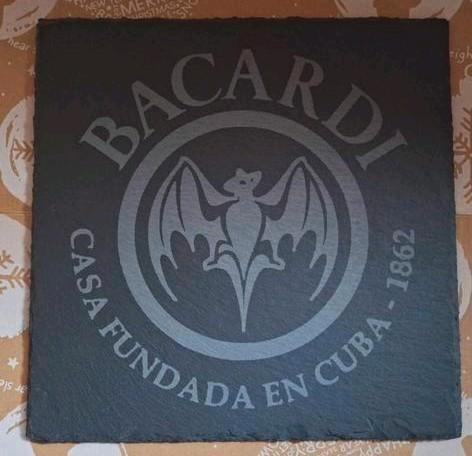 BACARDI
CASA FUNDADA EN CUBA - 1862